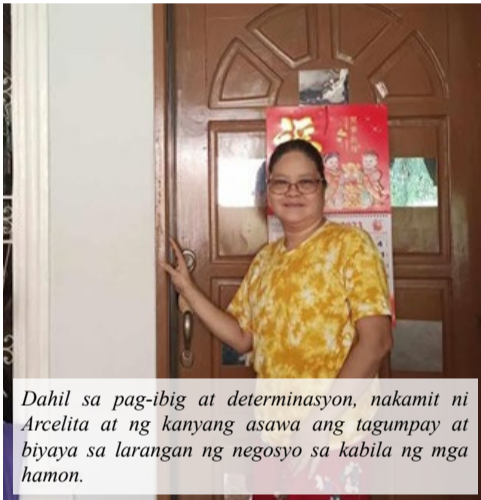 2023
Dahil sa pag-ibig at determinasyon, nakamit ni
Arcelita at ng kanyang asawa ang tagumpay at
biyaya sa larangan ng negosyo sa kabila ng mga
hamon.